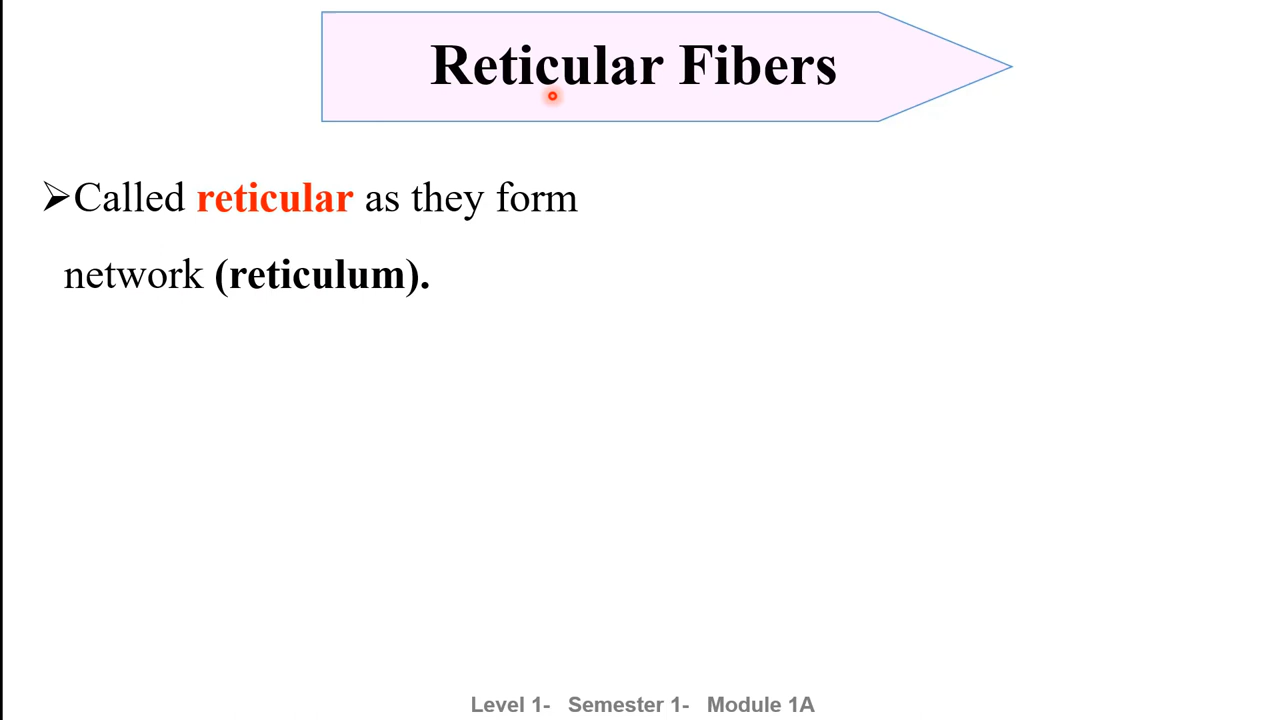 Reticular Fibers
➢Called reticular as they form
network (reticulum).
Level 1- Semester 1- Module 1A